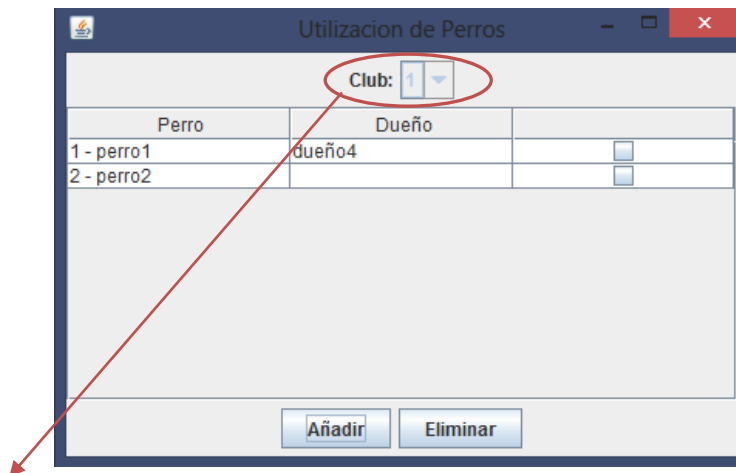 Utilizacion de Perros
Club: 1
Perro Dueño
1 - perro1 dueño4
2 - perro2
Añadir Eliminar